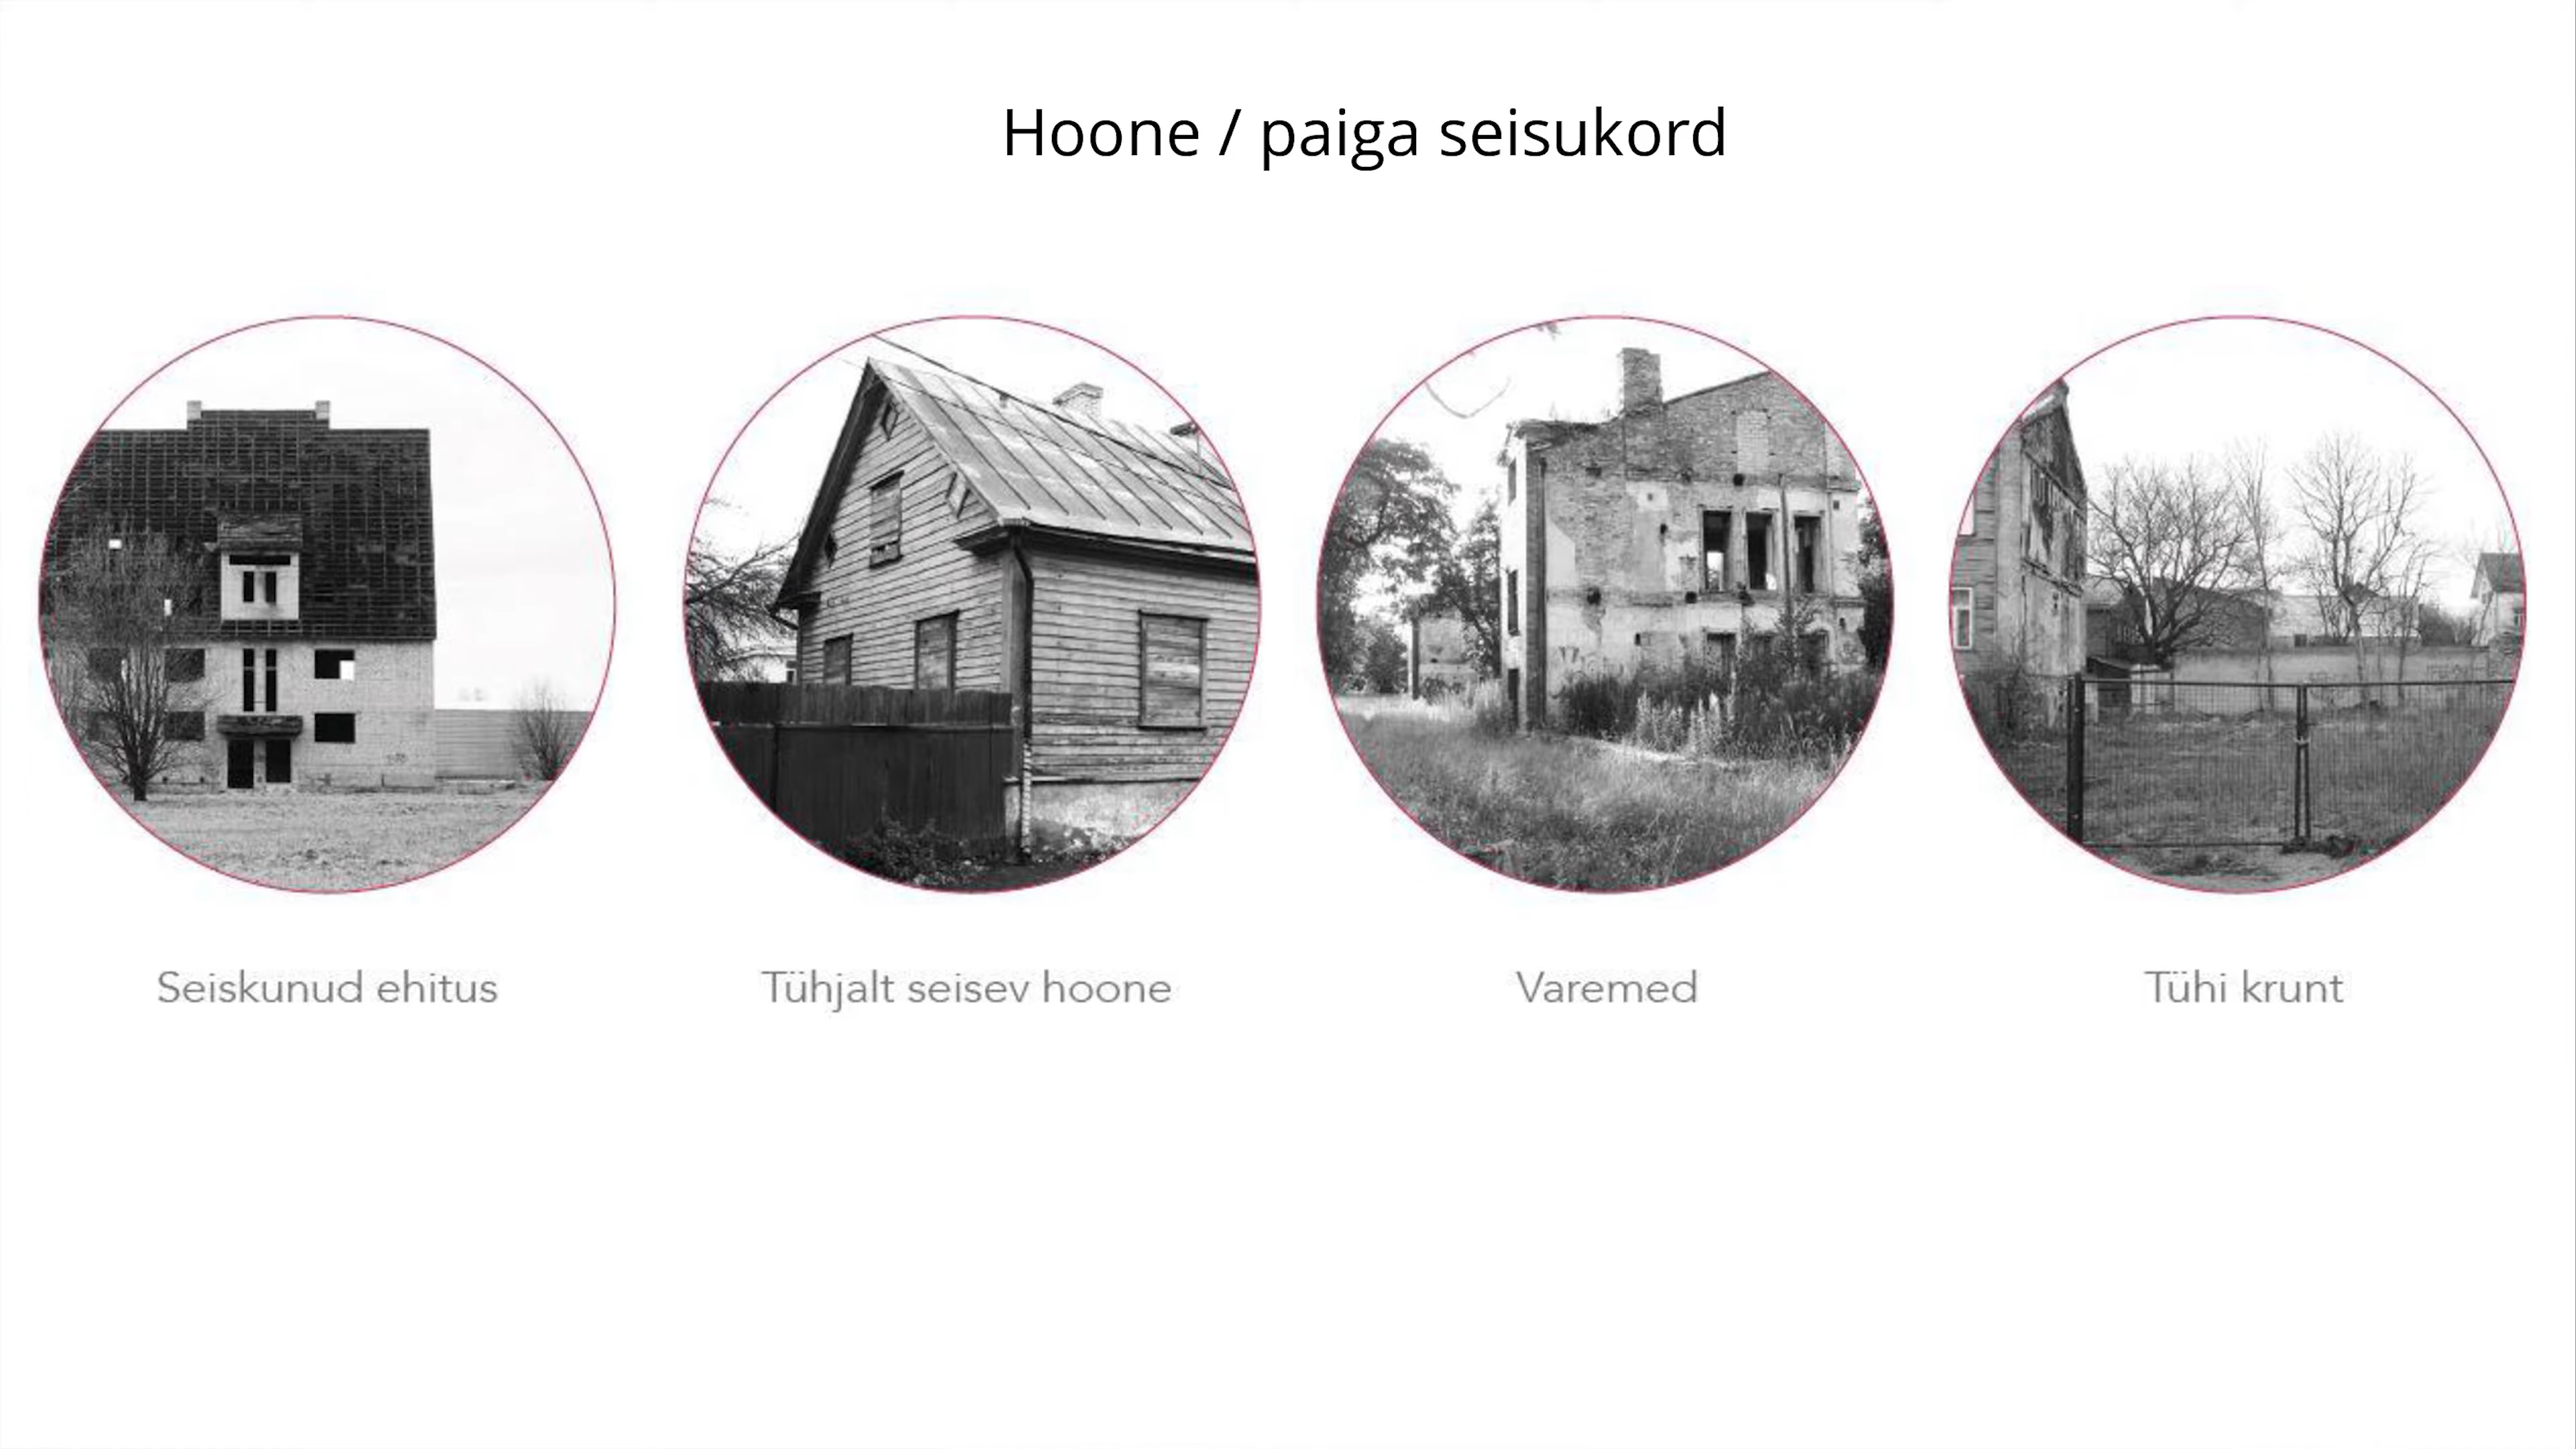 Hoone / paiga seisukord
Seiskunud ehitus
Tühjalt seisev hoone
Varemed
Tühi krunt